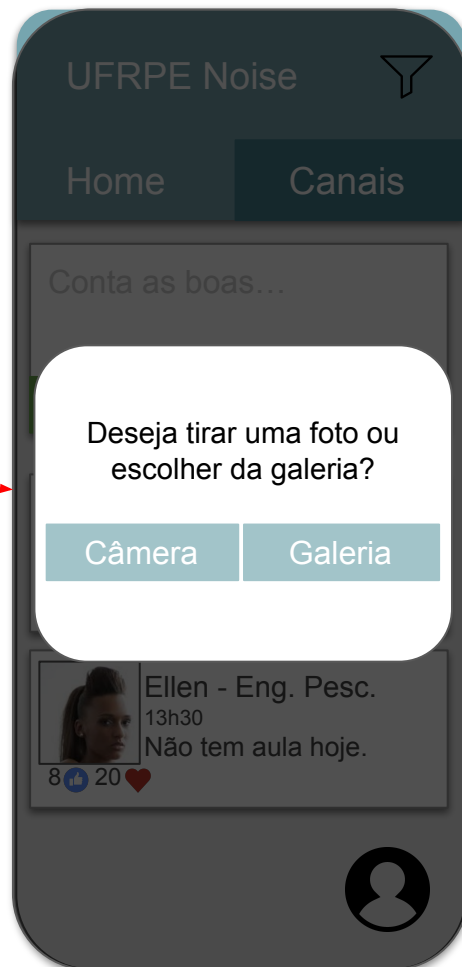 UFRPE Noise
Home
Canais
Conta as boas…
Deseja tirar uma foto ou
escolher da galeria?
Câmera
Galeria
Ellen - Eng. Pesc.
13h30
Não tem aula hoje.
8 20